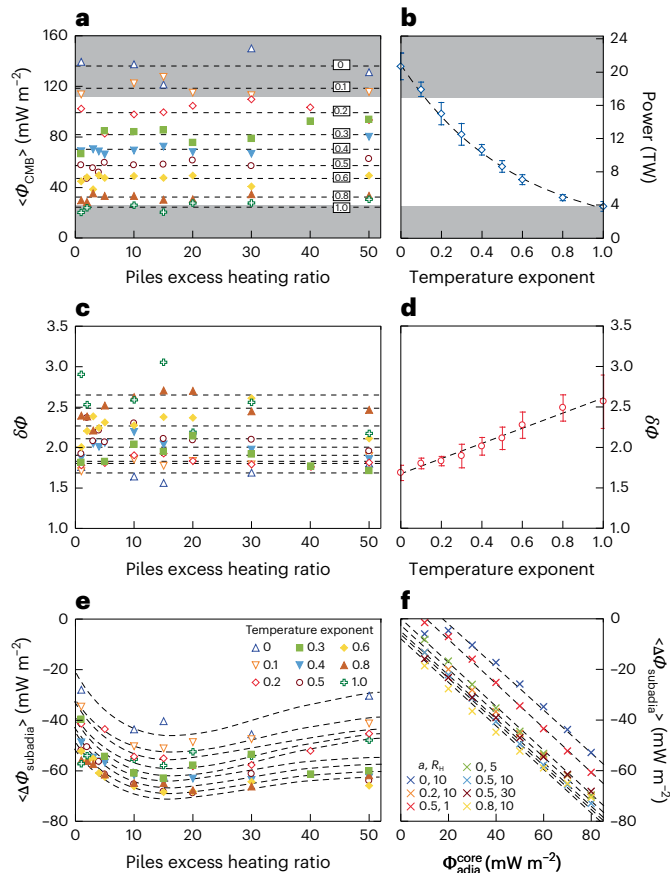 a
b
160
120
80
40
0
<Φ_CMB> (mW m⁻²)
0
0.1
0.2
0.3
0.4
0.5
0.6
0.8
1.0
24
20
16
12
8
4
0
Power (TW)
0 10 20 30 40 50
Piles excess heating ratio
0 0.2 0.4 0.6 0.8 1.0
Temperature exponent
c
d
3.5
3.0
2.5
2.0
1.5
1.0
δΦ
3.5
3.0
2.5
2.0
1.5
1.0
δΦ
0 10 20 30 40 50
Piles excess heating ratio
0 0.2 0.4 0.6 0.8 1.0
Temperature exponent
e
f
0
−20
−40
−60
−80
<ΔΦ_subadia> (mW m⁻²)
Temperature exponent
0 0.3 0.6
0.1 0.4 0.8
0.2 0.5 1.0
0
−20
−40
−60
−80
<ΔΦ_subadia> (mW m⁻²)
a, R_H
0, 5
0, 10
0.5, 10
0.2, 10
0.5, 30
0.5, 1
0.8, 10
0 10 20 30 40 50
Piles excess heating ratio
0 20 40 60 80
Φ_adia^core (mW m⁻²)